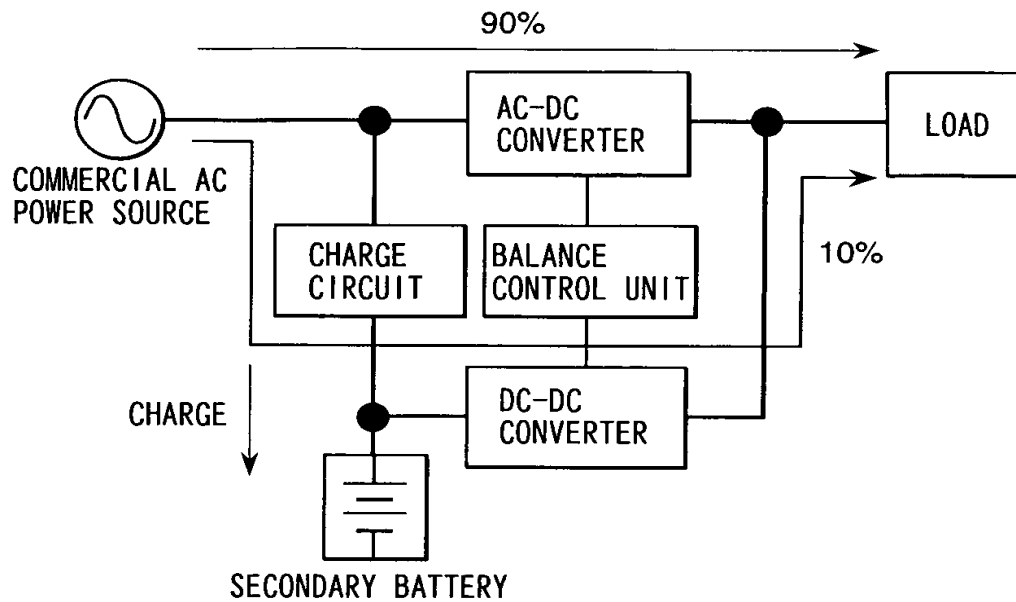 90%
AC-DC
CONVERTER
LOAD
COMMERCIAL AC
POWER SOURCE
CHARGE
CIRCUIT
BALANCE
CONTROL UNIT
10%
CHARGE
DC-DC
CONVERTER
SECONDARY BATTERY